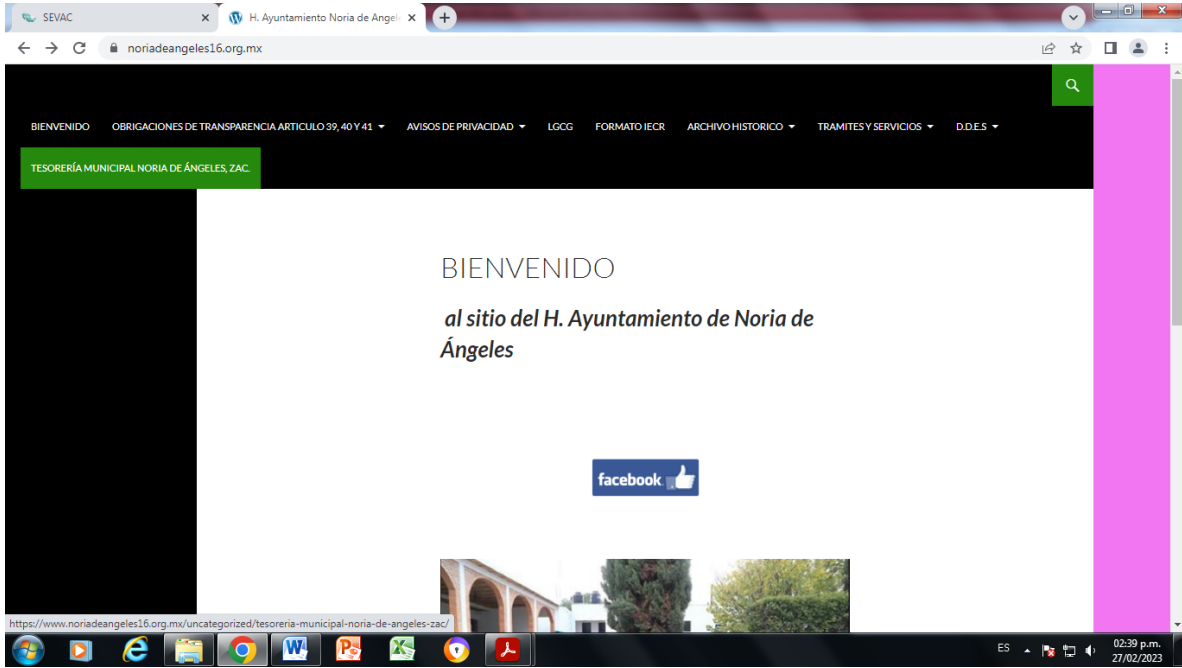 SEVAC
H. Ayuntamiento Noria de Angel
noriadeangeles16.org.mx
BIENVENIDO OBRIGACIONES DE TRANSPARENCIA ARTICULO 39, 40 Y 41 AVISOS DE PRIVACIDAD LGCG FORMATO IECR ARCHIVO HISTORICO TRAMITES Y SERVICIOS D.D.E.S
TESORERÍA MUNICIPAL NORIA DE ÁNGELES, ZAC.
BIENVENIDO
al sitio del H. Ayuntamiento de Noria de
Ángeles
facebook
https://www.noriadeangeles16.org.mx/uncategorized/tesoreria-municipal-noria-de-angeles-zac/
ES
02:39 p.m.
27/02/2023